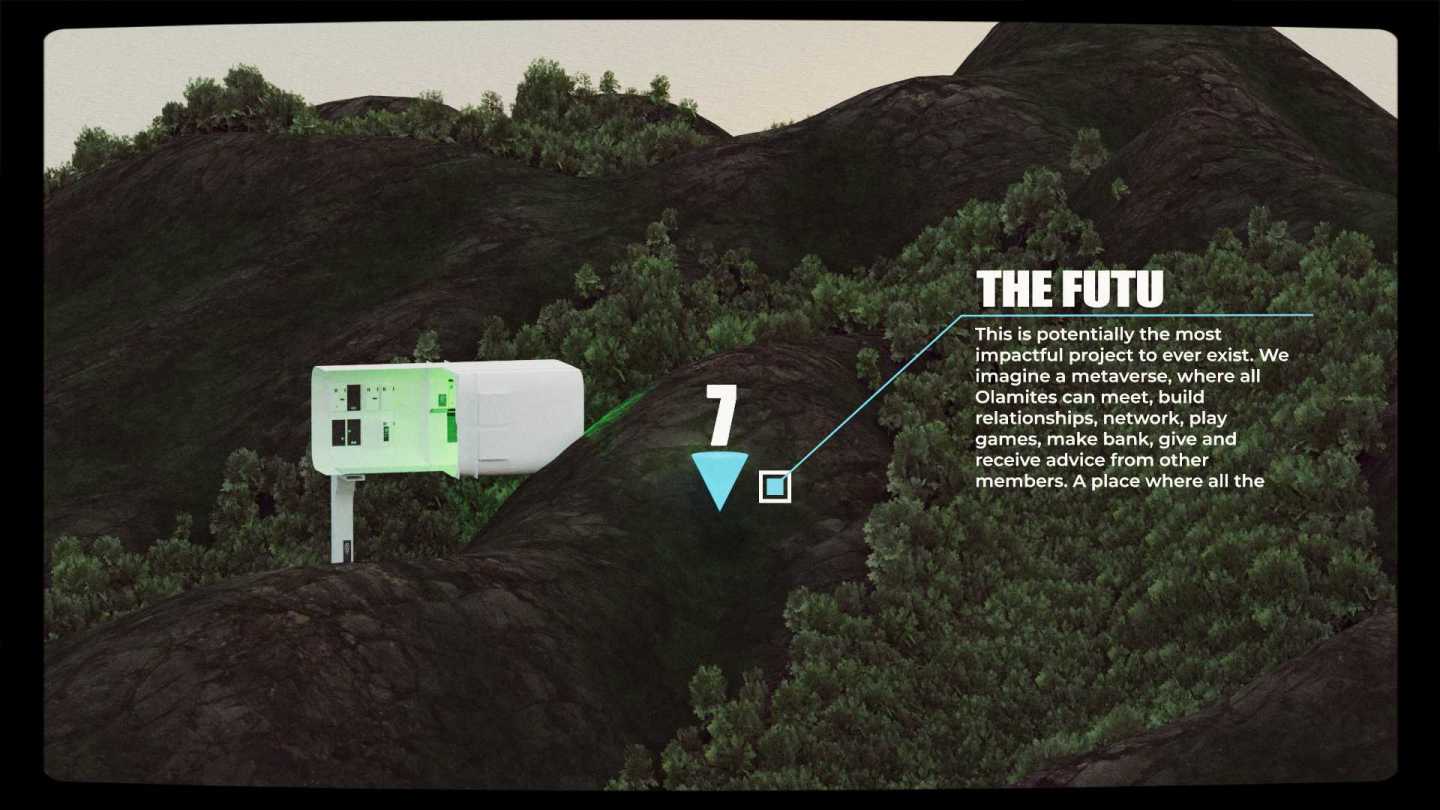 THE FUTU
This is potentially the most
impactful project to ever exist. We
imagine a metaverse, where all
Olamites can meet, build
relationships, network, play
games, make bank, give and
receive advice from other
members. A place where all the
7